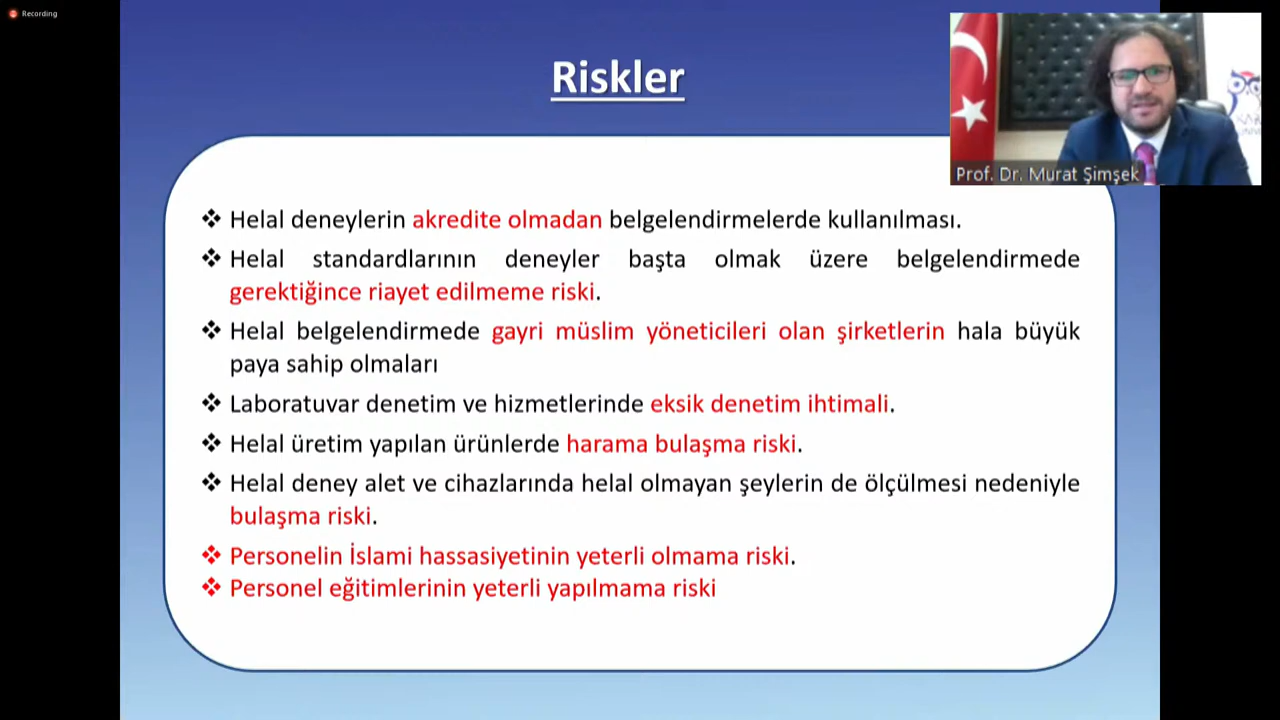 Recording
Riskler
Prof. Dr. Murat Şimşek
❖ Helal deneylerin akredite olmadan belgelendirmelerde kullanılması.
❖ Helal standardlarının deneyler başta olmak üzere belgelendirmede
gerektiğince riayet edilmeme riski.
❖ Helal belgelendirmede gayri müslim yöneticileri olan şirketlerin hala büyük
paya sahip olmaları
❖ Laboratuvar denetim ve hizmetlerinde eksik denetim ihtimali.
❖ Helal üretim yapılan ürünlerde harama bulaşma riski.
❖ Helal deney alet ve cihazlarında helal olmayan şeylerin de ölçülmesi nedeniyle
bulaşma riski.
❖ Personelin İslami hassasiyetinin yeterli olmama riski.
❖ Personel eğitimlerinin yeterli yapılmama riski